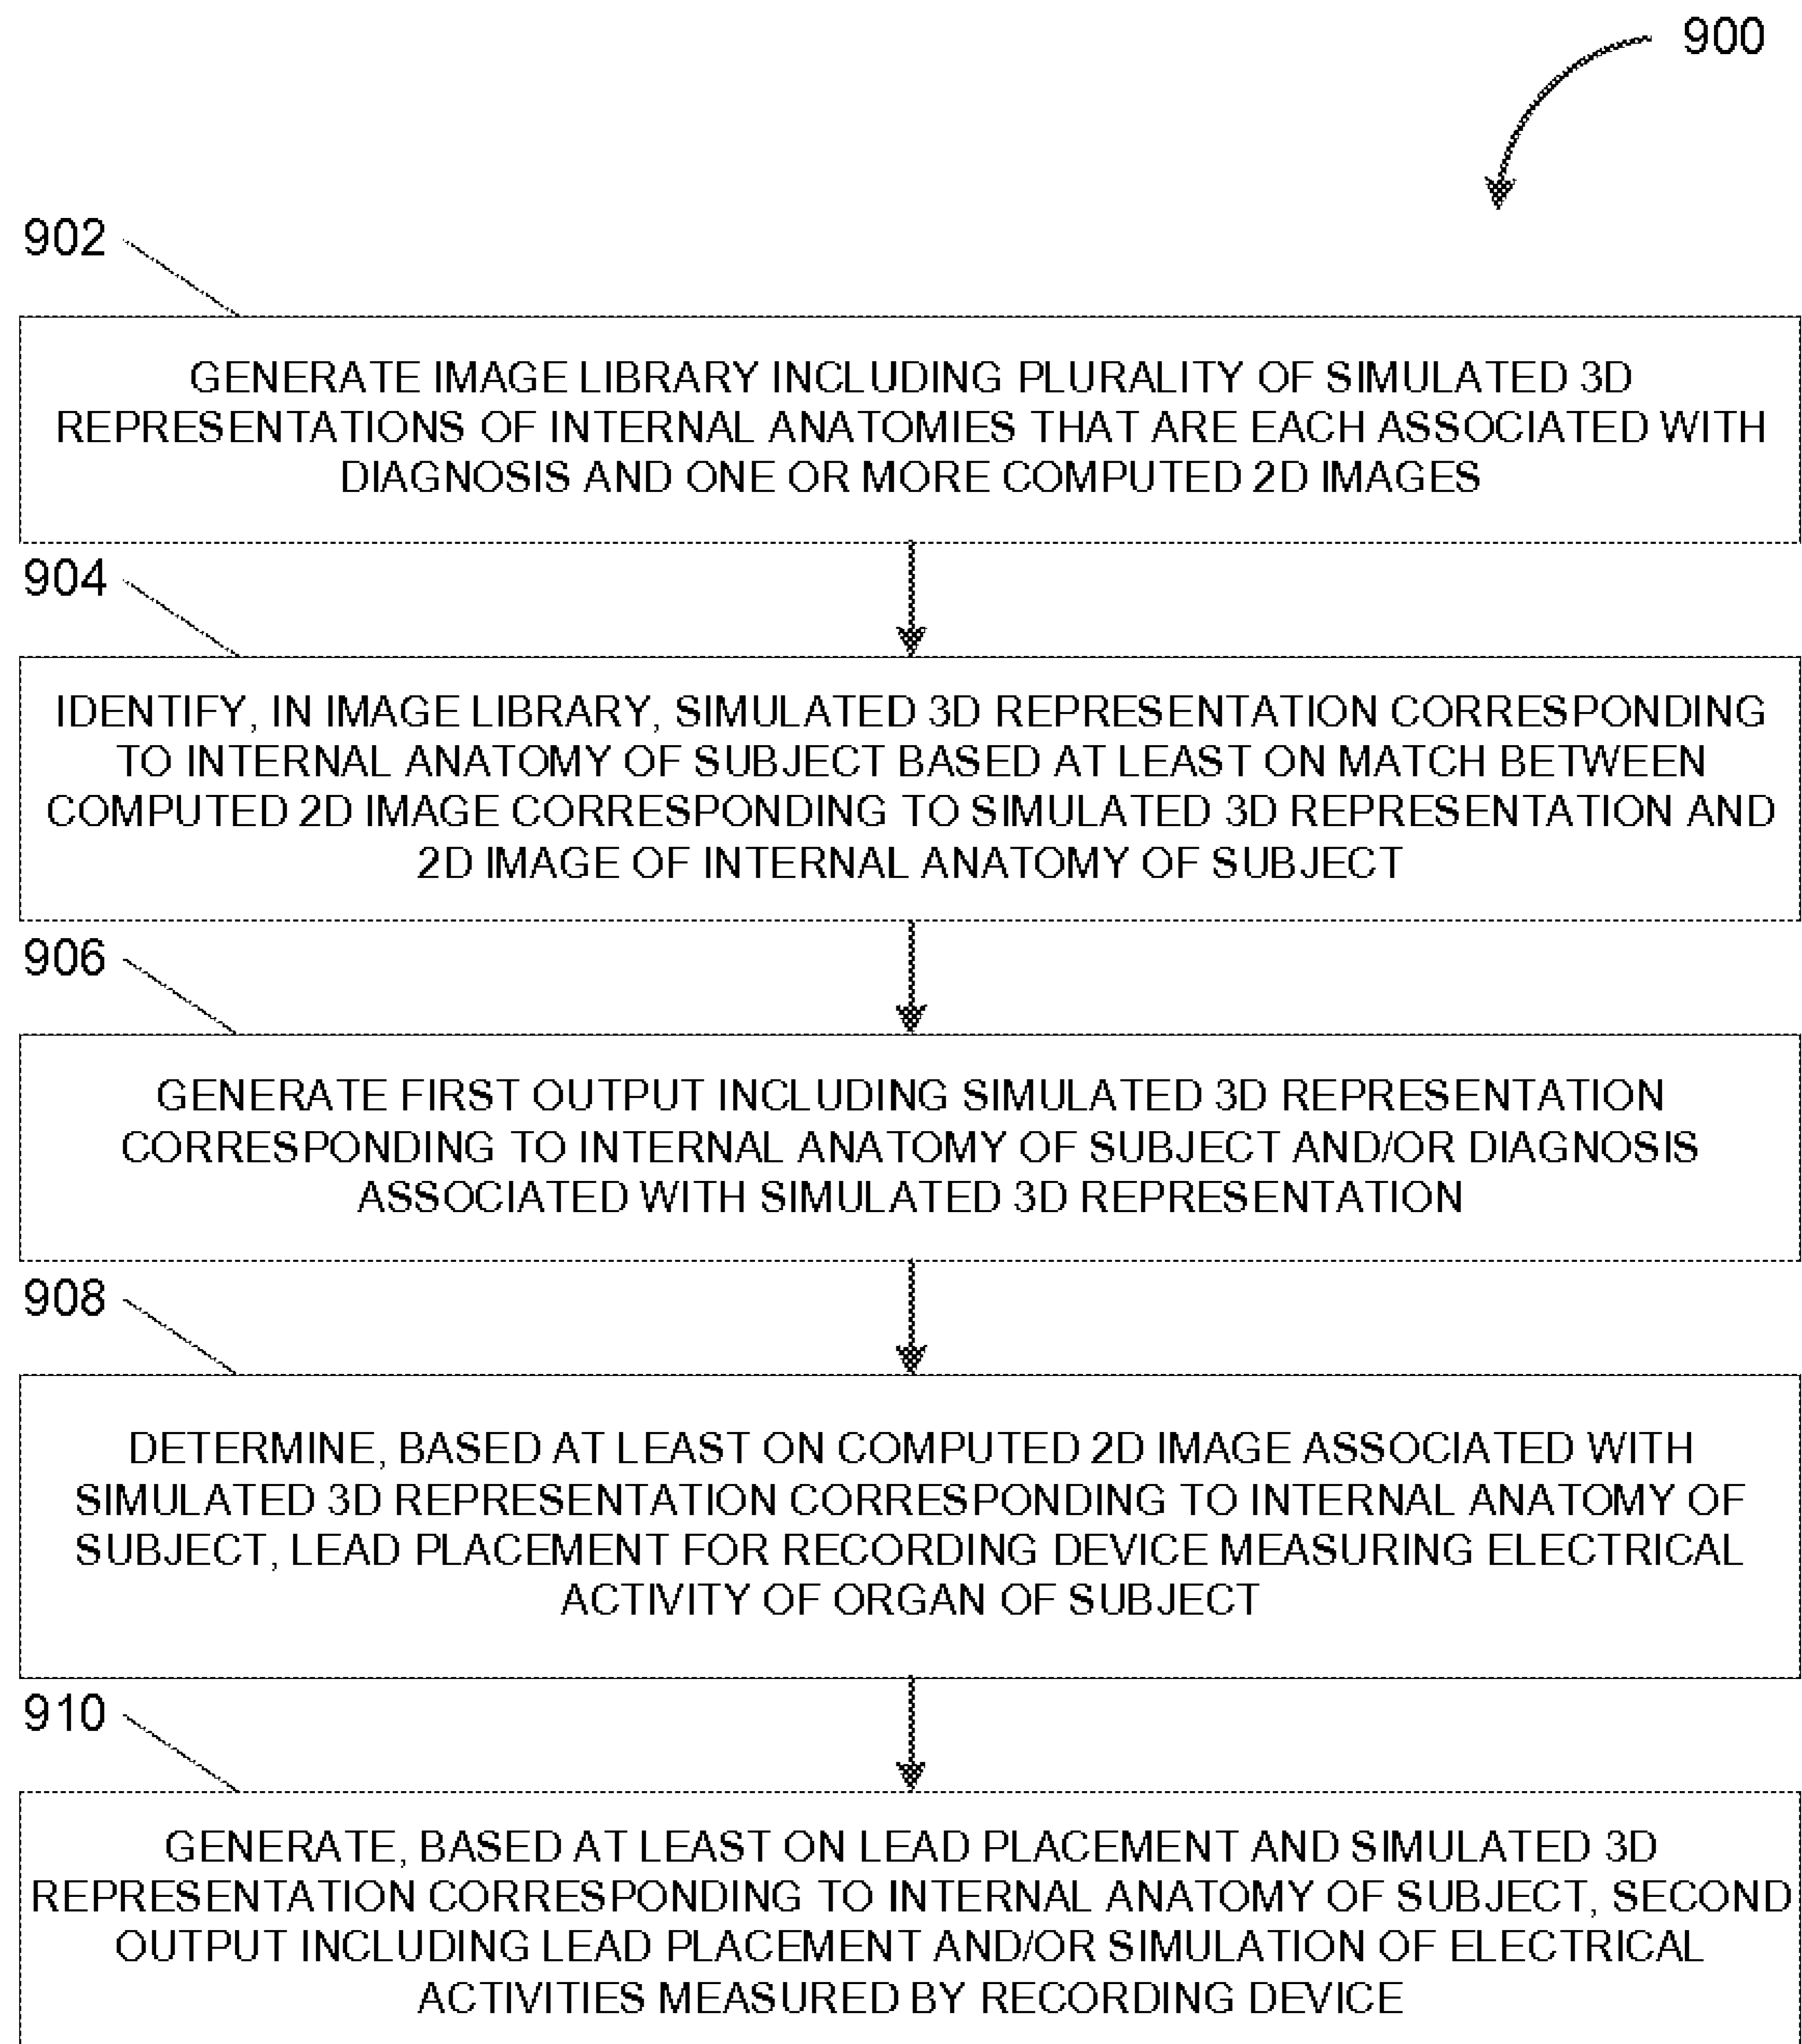 900
902
GENERATE IMAGE LIBRARY INCLUDING PLURALITY OF SIMULATED 3D
REPRESENTATIONS OF INTERNAL ANATOMIES THAT ARE EACH ASSOCIATED WITH
DIAGNOSIS AND ONE OR MORE COMPUTED 2D IMAGES
904
IDENTIFY, IN IMAGE LIBRARY, SIMULATED 3D REPRESENTATION CORRESPONDING
TO INTERNAL ANATOMY OF SUBJECT BASED AT LEAST ON MATCH BETWEEN
COMPUTED 2D IMAGE CORRESPONDING TO SIMULATED 3D REPRESENTATION AND
2D IMAGE OF INTERNAL ANATOMY OF SUBJECT
906
GENERATE FIRST OUTPUT INCLUDING SIMULATED 3D REPRESENTATION
CORRESPONDING TO INTERNAL ANATOMY OF SUBJECT AND/OR DIAGNOSIS
ASSOCIATED WITH SIMULATED 3D REPRESENTATION
908
DETERMINE, BASED AT LEAST ON COMPUTED 2D IMAGE ASSOCIATED WITH
SIMULATED 3D REPRESENTATION CORRESPONDING TO INTERNAL ANATOMY OF
SUBJECT, LEAD PLACEMENT FOR RECORDING DEVICE MEASURING ELECTRICAL
ACTIVITY OF ORGAN OF SUBJECT
910
GENERATE, BASED AT LEAST ON LEAD PLACEMENT AND SIMULATED 3D
REPRESENTATION CORRESPONDING TO INTERNAL ANATOMY OF SUBJECT, SECOND
OUTPUT INCLUDING LEAD PLACEMENT AND/OR SIMULATION OF ELECTRICAL
ACTIVITIES MEASURED BY RECORDING DEVICE